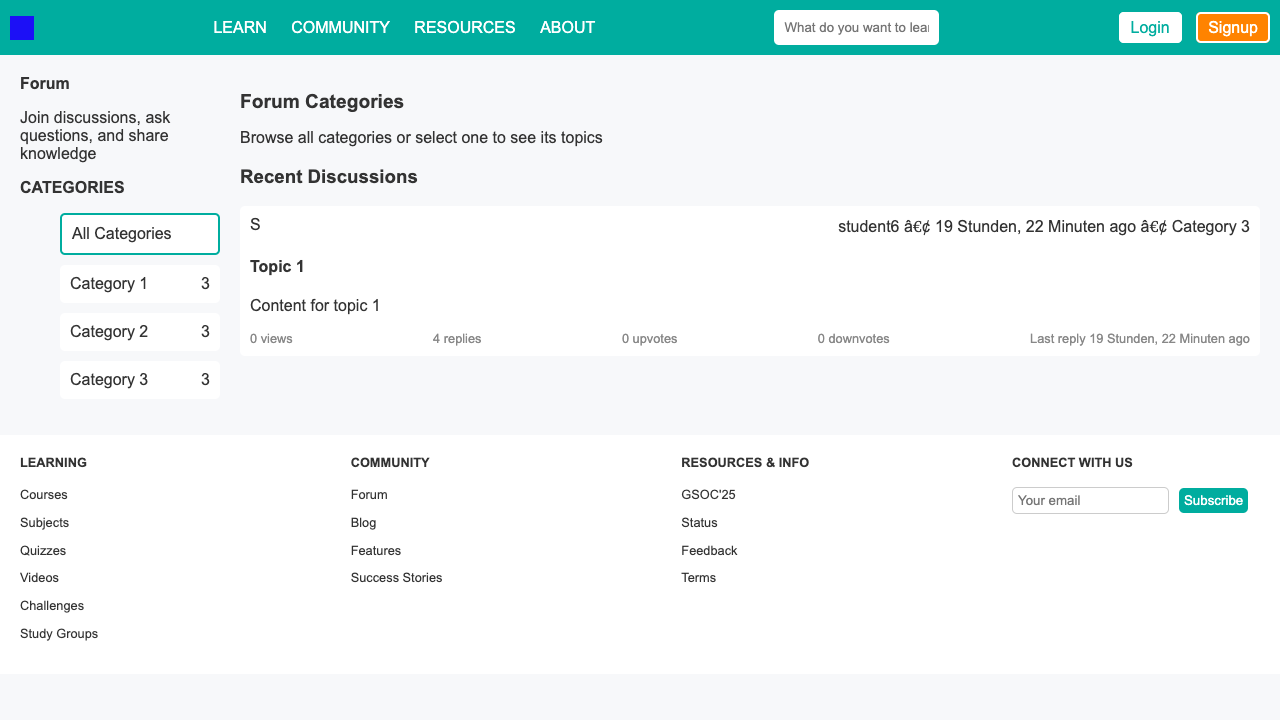 LEARN COMMUNITY RESOURCES ABOUT What do you want to lear Login Signup
Forum
Join discussions, ask
questions, and share
knowledge
CATEGORIES
All Categories
Category 1 3
Category 2 3
Category 3 3
Forum Categories
Browse all categories or select one to see its topics
Recent Discussions
S student6 â€¢ 19 Stunden, 22 Minuten ago â€¢ Category 3
Topic 1
Content for topic 1
0 views 4 replies 0 upvotes 0 downvotes Last reply 19 Stunden, 22 Minuten ago
LEARNING
Courses
Subjects
Quizzes
Videos
Challenges
Study Groups
COMMUNITY
Forum
Blog
Features
Success Stories
RESOURCES & INFO
GSOC'25
Status
Feedback
Terms
CONNECT WITH US
Your email Subscribe